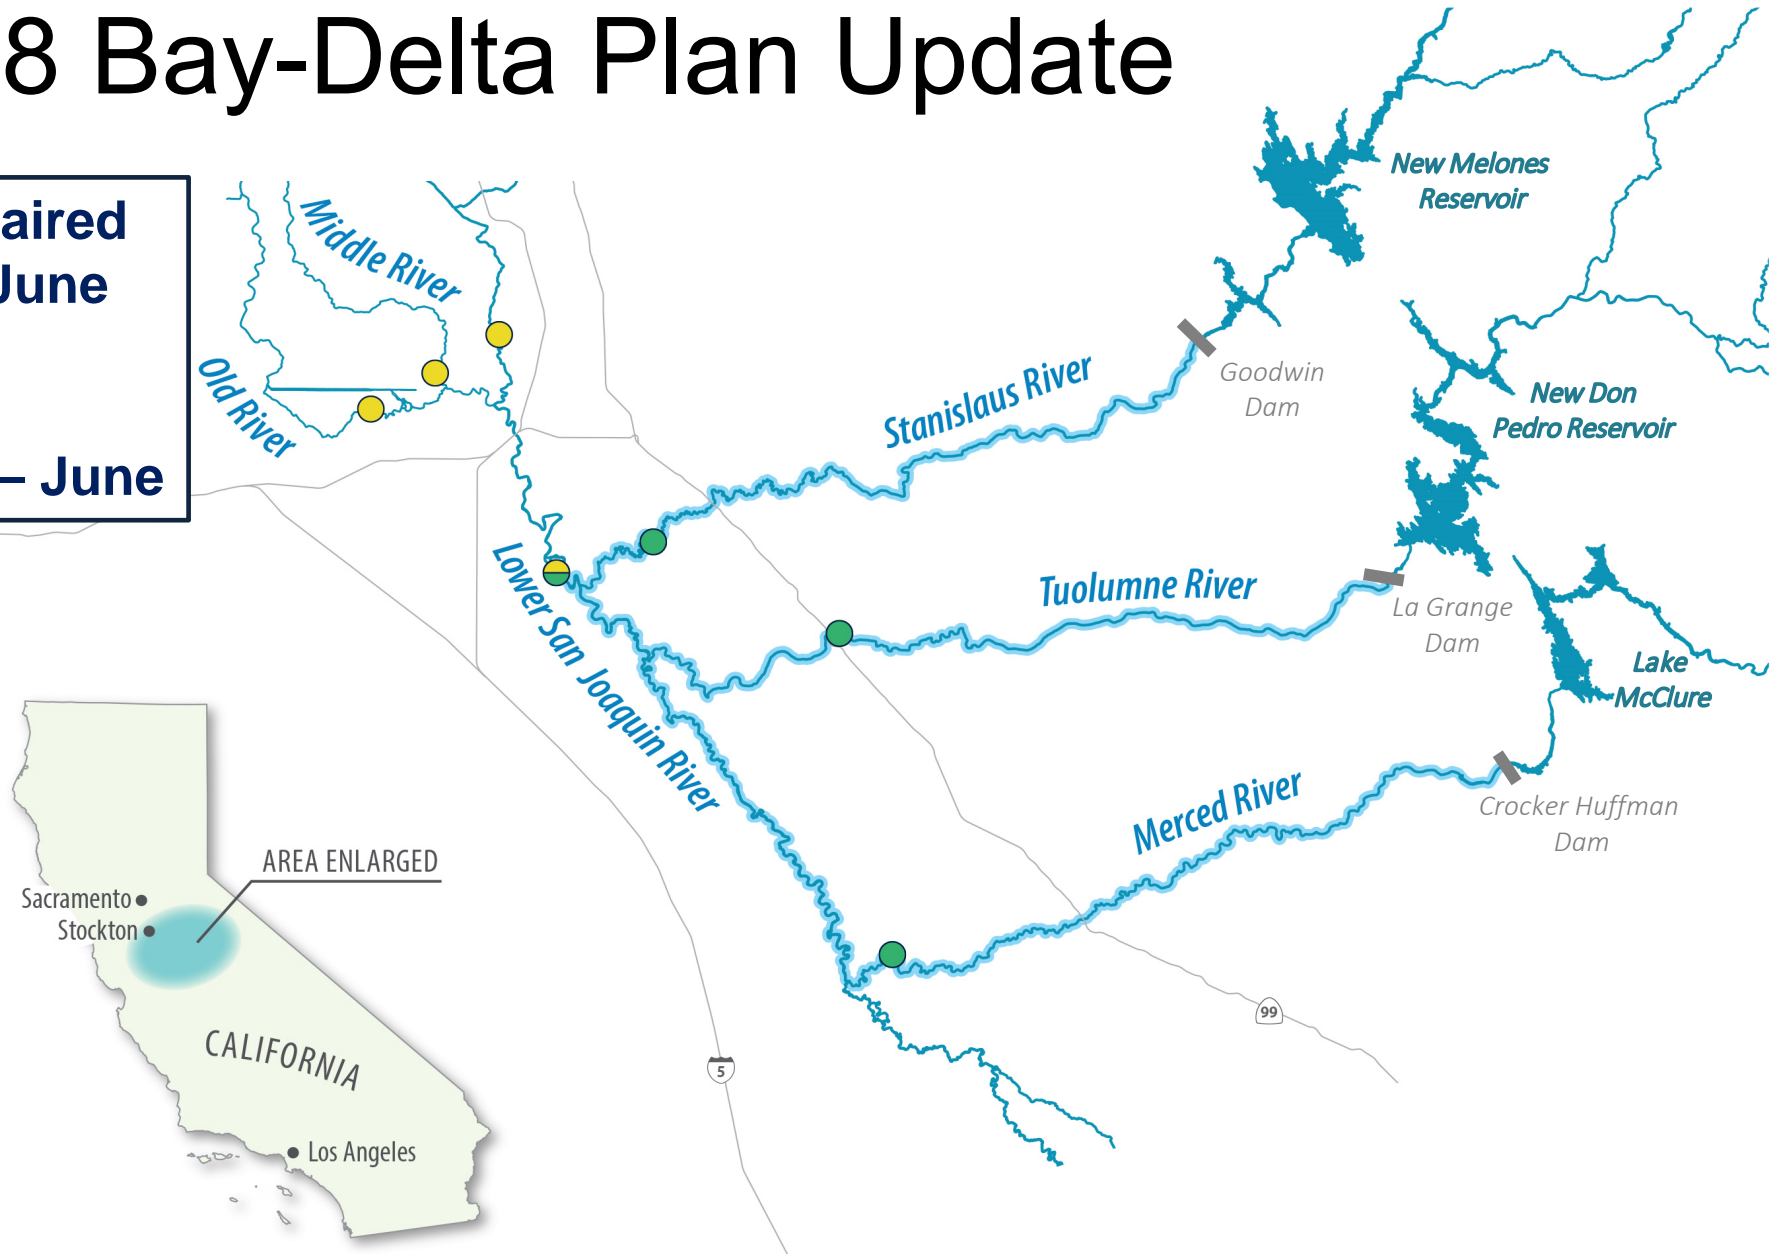 8 Bay-Delta Plan Update
aired
June
– June
Middle River
Old River
New Melones
Reservoir
Goodwin
Dam
Stanislaus River
New Don
Pedro Reservoir
Tuolumne River
La Grange
Dam
Lower San Joaquin River
Lake
McClure
Merced River
Crocker Huffman
Dam
AREA ENLARGED
Sacramento
Stockton
CALIFORNIA
Los Angeles
99
5